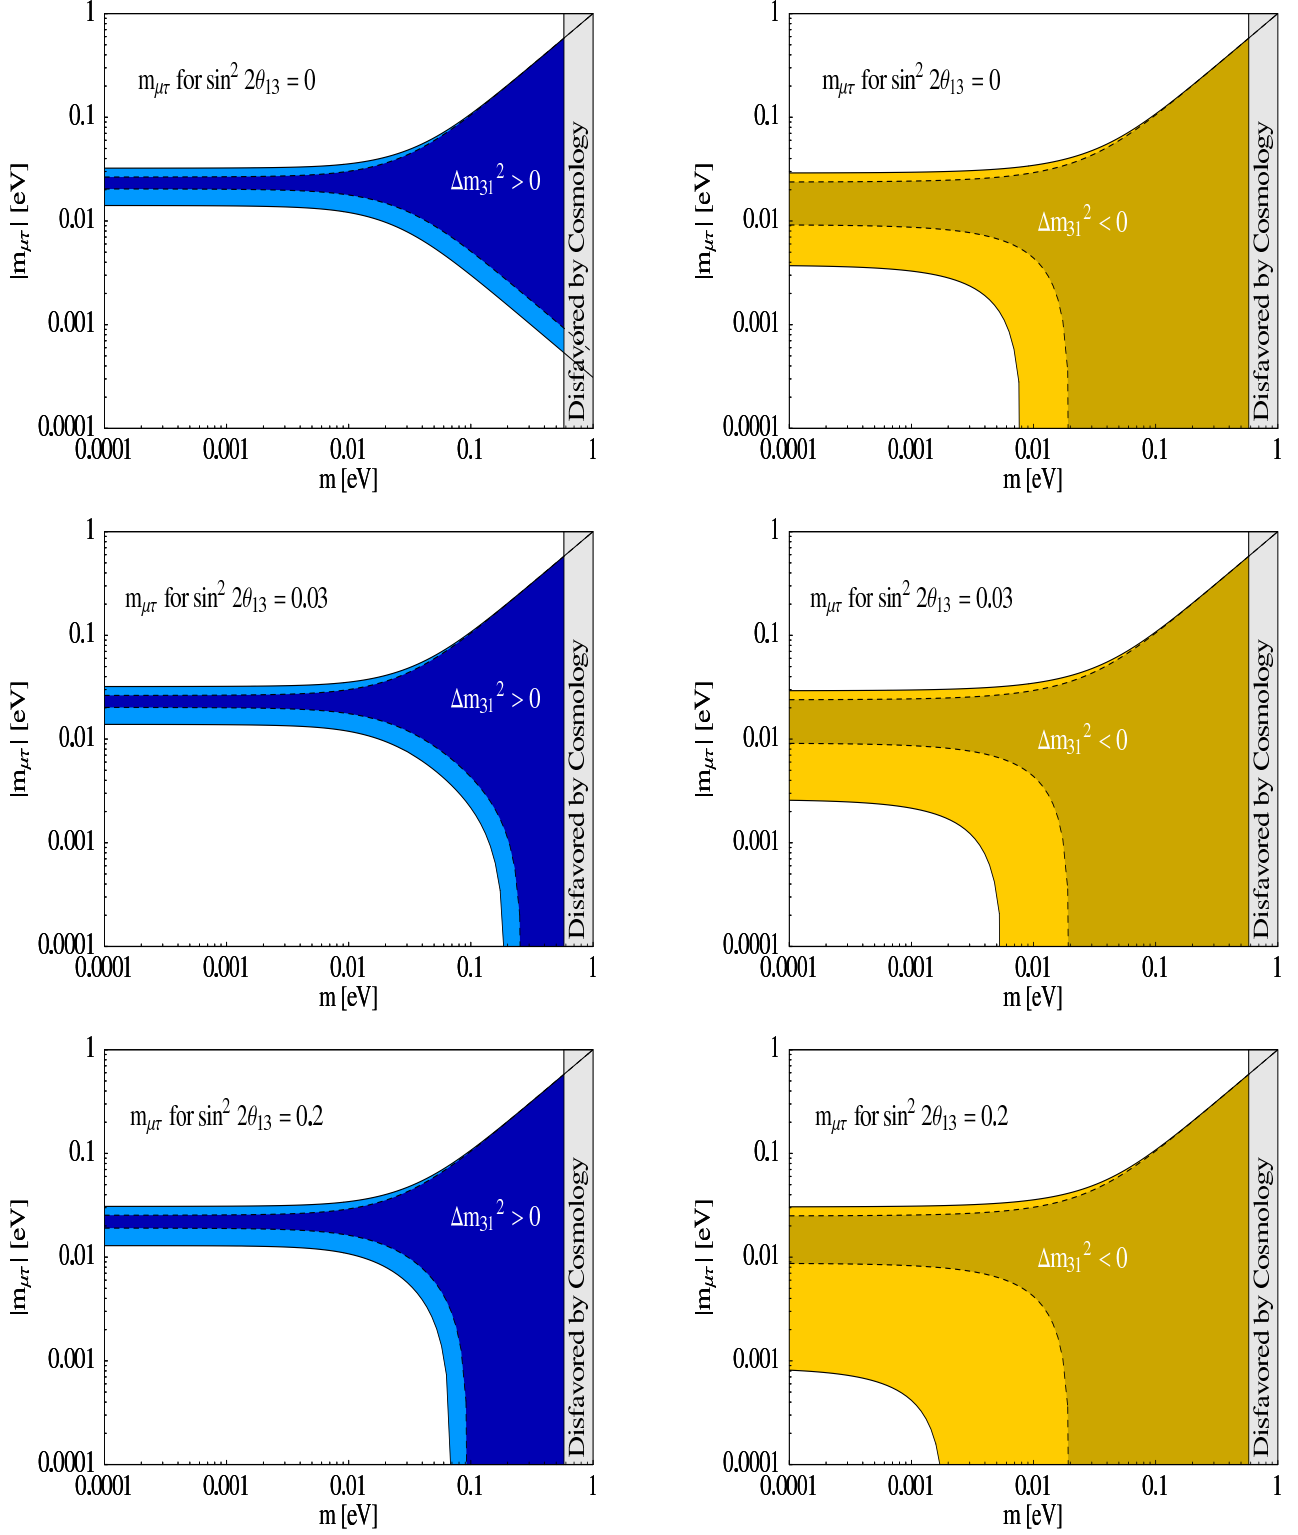 1
0.1
0.01
0.001
0.0001
|m_μτ| [eV]
m_μτ for sin² 2θ₁₃ = 0
Δm₃₁² > 0
Disfavored by Cosmology
0.0001 0.001 0.01 0.1 1
m [eV]
1
0.1
0.01
0.001
0.0001
|m_μτ| [eV]
m_μτ for sin² 2θ₁₃ = 0
Δm₃₁² < 0
Disfavored by Cosmology
0.0001 0.001 0.01 0.1 1
m [eV]
1
0.1
0.01
0.001
0.0001
|m_μτ| [eV]
m_μτ for sin² 2θ₁₃ = 0.03
Δm₃₁² > 0
Disfavored by Cosmology
0.0001 0.001 0.01 0.1 1
m [eV]
1
0.1
0.01
0.001
0.0001
|m_μτ| [eV]
m_μτ for sin² 2θ₁₃ = 0.03
Δm₃₁² < 0
Disfavored by Cosmology
0.0001 0.001 0.01 0.1 1
m [eV]
1
0.1
0.01
0.001
0.0001
|m_μτ| [eV]
m_μτ for sin² 2θ₁₃ = 0.2
Δm₃₁² > 0
Disfavored by Cosmology
0.0001 0.001 0.01 0.1 1
m [eV]
1
0.1
0.01
0.001
0.0001
|m_μτ| [eV]
m_μτ for sin² 2θ₁₃ = 0.2
Δm₃₁² < 0
Disfavored by Cosmology
0.0001 0.001 0.01 0.1 1
m [eV]